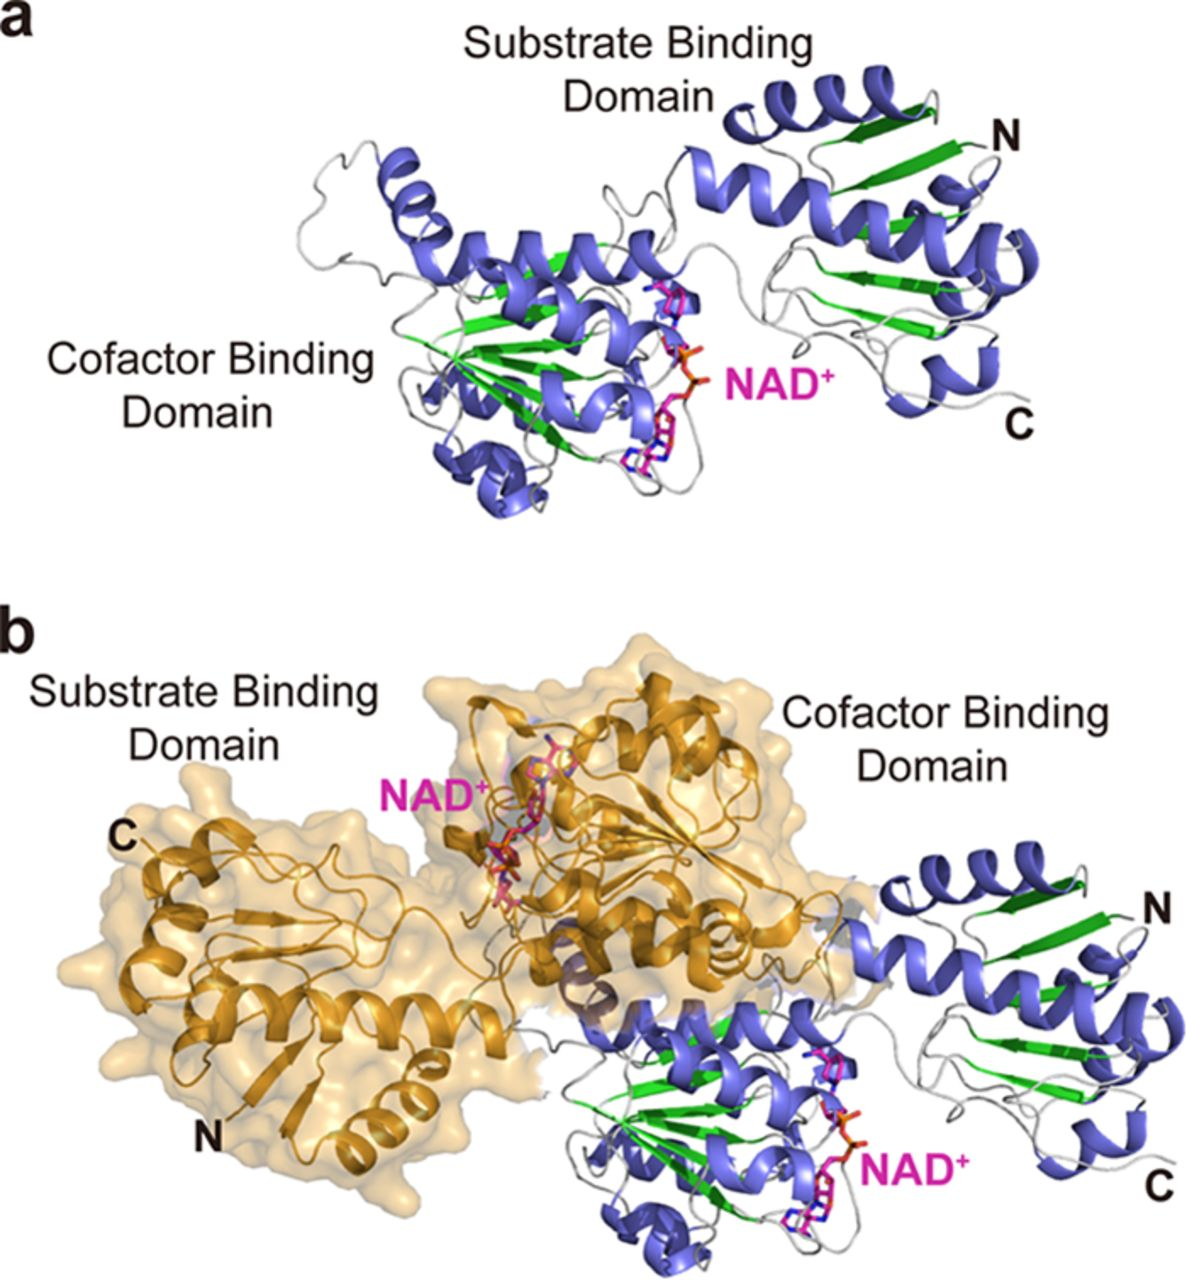 a
Substrate Binding
Domain
N
Cofactor Binding
Domain
NAD⁺
C
b
Substrate Binding
Domain
Cofactor Binding
Domain
NAD⁺
C
N
N
NAD⁺
C